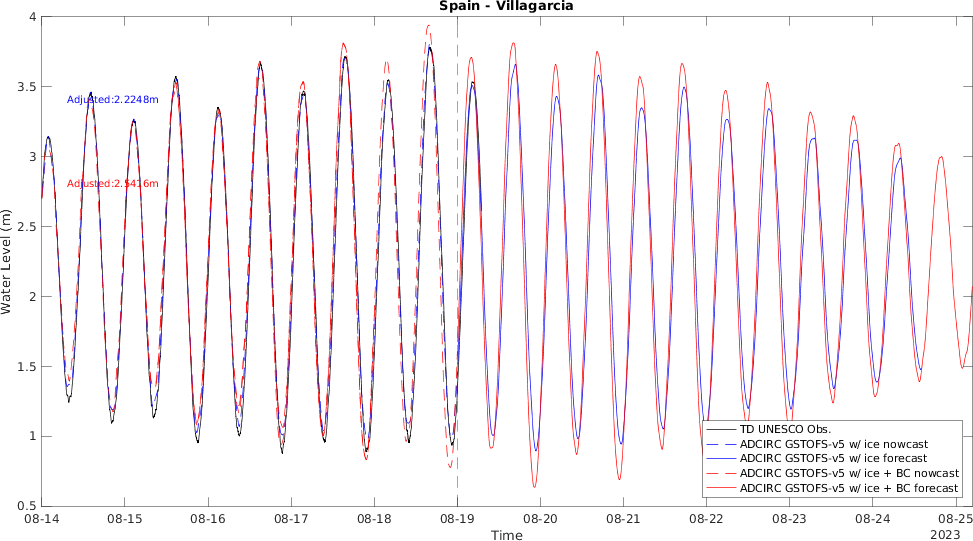 Spain - Villagarcia
4
3.5
3
2.5
2
1.5
1
0.5
Water Level (m)
Adjusted:2.2248m
Adjusted:2.5416m
TD UNESCO Obs.
ADCIRC GSTOFS-v5 w/ ice nowcast
ADCIRC GSTOFS-v5 w/ ice forecast
ADCIRC GSTOFS-v5 w/ ice + BC nowcast
ADCIRC GSTOFS-v5 w/ ice + BC forecast
08-14 08-15 08-16 08-17 08-18 08-19 08-20 08-21 08-22 08-23 08-24 08-25
Time 2023